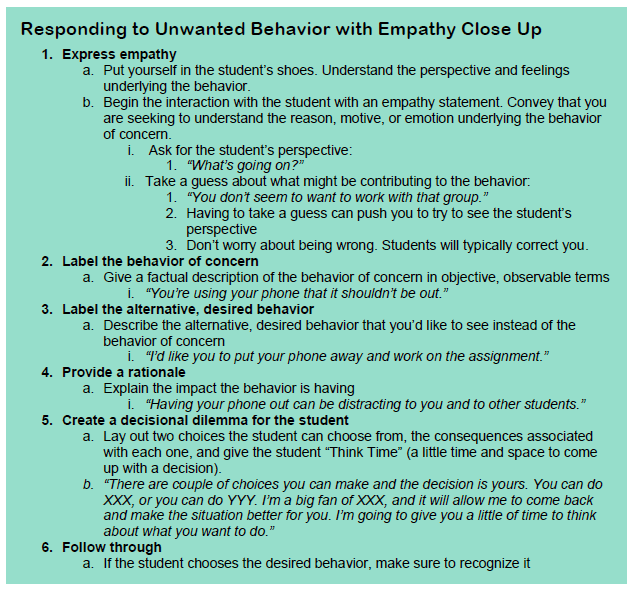 Responding to Unwanted Behavior with Empathy Close Up
1. Express empathy
a. Put yourself in the student's shoes. Understand the perspective and feelings
underlying the behavior.
b. Begin the interaction with the student with an empathy statement. Convey that you
are seeking to understand the reason, motive, or emotion underlying the behavior
of concern.
i. Ask for the student's perspective:
1. "What's going on?"
ii. Take a guess about what might be contributing to the behavior:
1. "You don't seem to want to work with that group."
2. Having to take a guess can push you to try to see the student's
perspective
3. Don't worry about being wrong. Students will typically correct you.
2. Label the behavior of concern
a. Give a factual description of the behavior of concern in objective, observable terms
i. "You're using your phone that it shouldn't be out."
3. Label the alternative, desired behavior
a. Describe the alternative, desired behavior that you'd like to see instead of the
behavior of concern
i. "I'd like you to put your phone away and work on the assignment."
4. Provide a rationale
a. Explain the impact the behavior is having
i. "Having your phone out can be distracting to you and to other students."
5. Create a decisional dilemma for the student
a. Lay out two choices the student can choose from, the consequences associated
with each one, and give the student "Think Time" (a little time and space to come
up with a decision).
b. "There are couple of choices you can make and the decision is yours. You can do
XXX, or you can do YYY. I'm a big fan of XXX, and it will allow me to come back
and make the situation better for you. I'm going to give you a little of time to think
about what you want to do."
6. Follow through
a. If the student chooses the desired behavior, make sure to recognize it